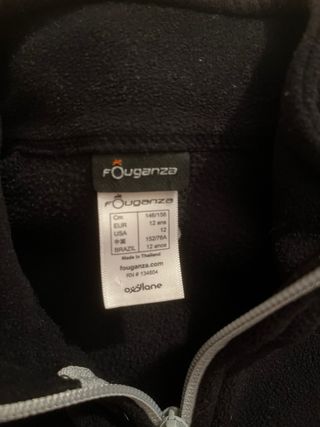 fOuganza
fOuganza
Cm 146/156
EUR 12 ans
USA 12
中国 152/76A
BRAZIL 12 anos
Made in Thailand
fouganza.com
RN # 134604
oxylane